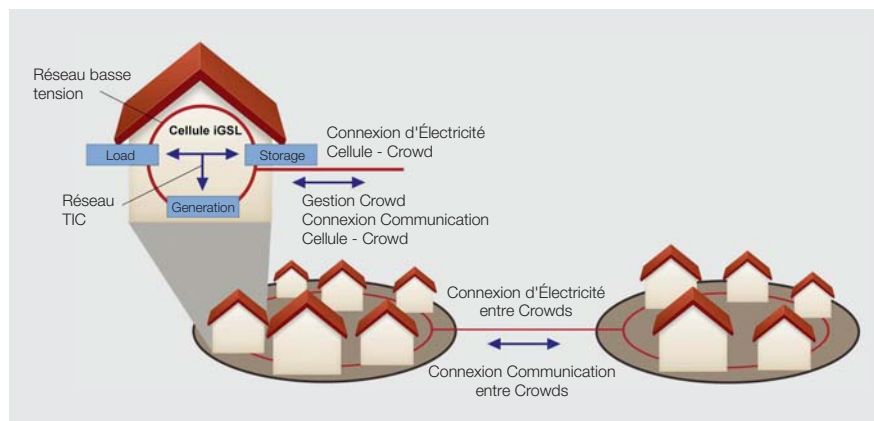 Réseau basse
tension
Cellule iGSL
Load
Storage
Generation
Réseau
TIC
Connexion d'Électricité
Cellule - Crowd
Gestion Crowd
Connexion Communication
Cellule - Crowd
Connexion d'Électricité
entre Crowds
Connexion Communication
entre Crowds